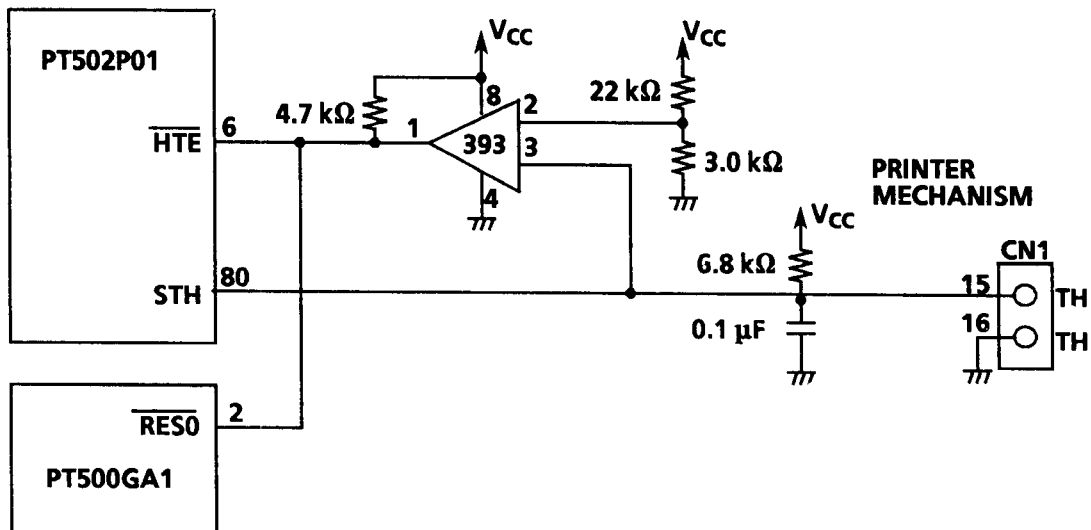 PT502P01
HTE
6
STH
80
RES0
2
PT500GA1
4.7 kΩ
VCC
8
1
393
2
3
4
VCC
22 kΩ
3.0 kΩ
PRINTER
MECHANISM
VCC
6.8 kΩ
0.1 µF
CN1
15
TH
16
TH